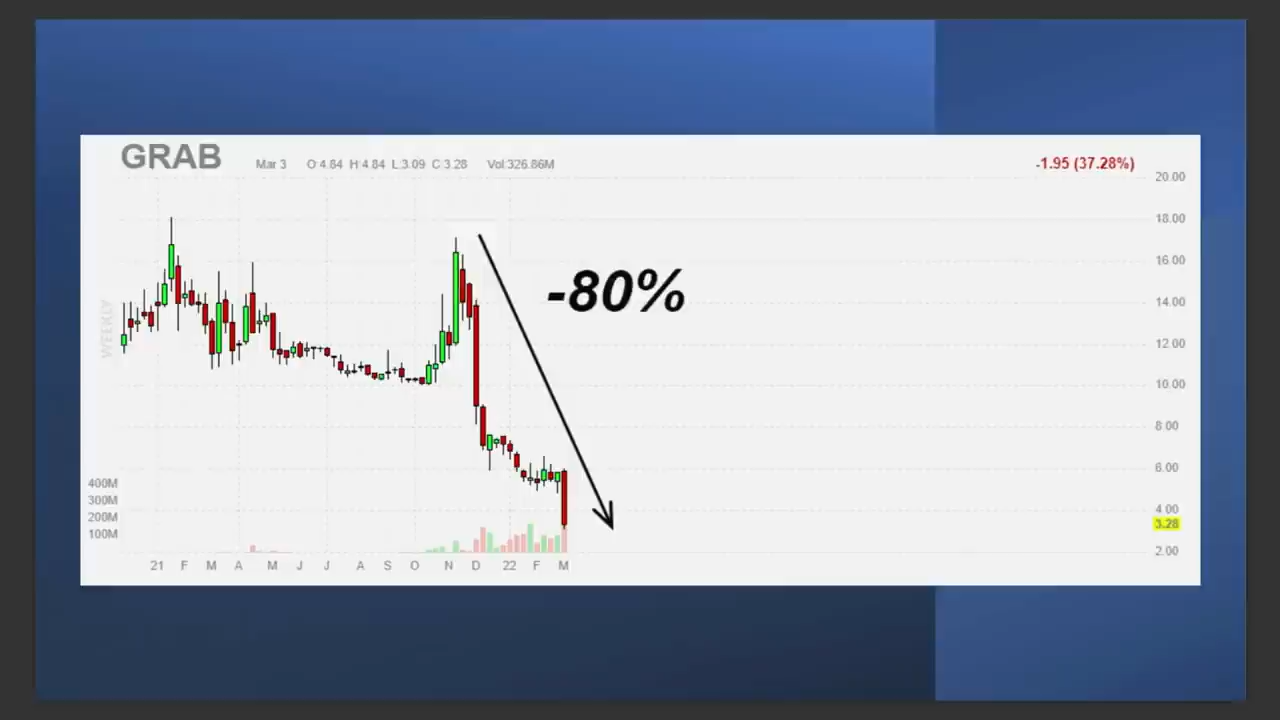 GRAB Mar 3 O:4.84 H:4.84 L:3.09 C:3.28 Vol:326.86M -1.95 (37.28%)
20.00
18.00
16.00
-80%
14.00
WEEKLY
12.00
10.00
8.00
6.00
400M
300M
4.00
200M
3.28
100M
2.00
21 F M A M J J A S O N D 22 F M